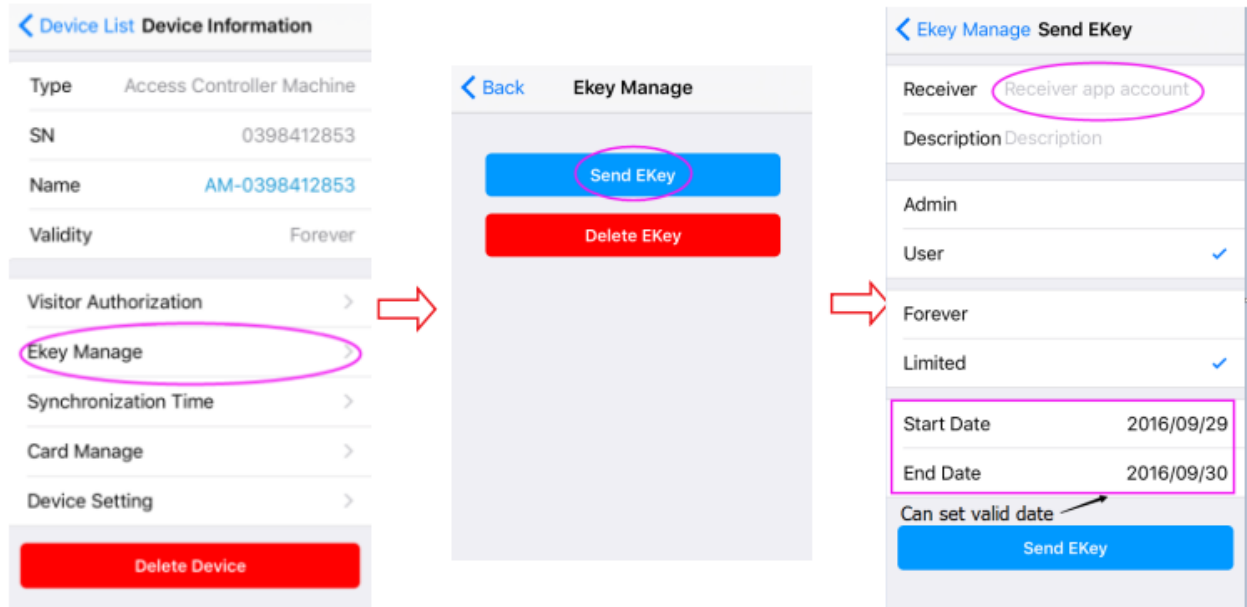 Device List Device Information
Type Access Controller Machine
SN 0398412853
Name AM-0398412853
Validity Forever
Visitor Authorization
Ekey Manage
Synchronization Time
Card Manage
Device Setting
Delete Device
Back Ekey Manage
Send EKey
Delete EKey
Ekey Manage Send EKey
Receiver Receiver app account
Description Description
Admin
User
Forever
Limited
Start Date 2016/09/29
End Date 2016/09/30
Can set valid date
Send EKey